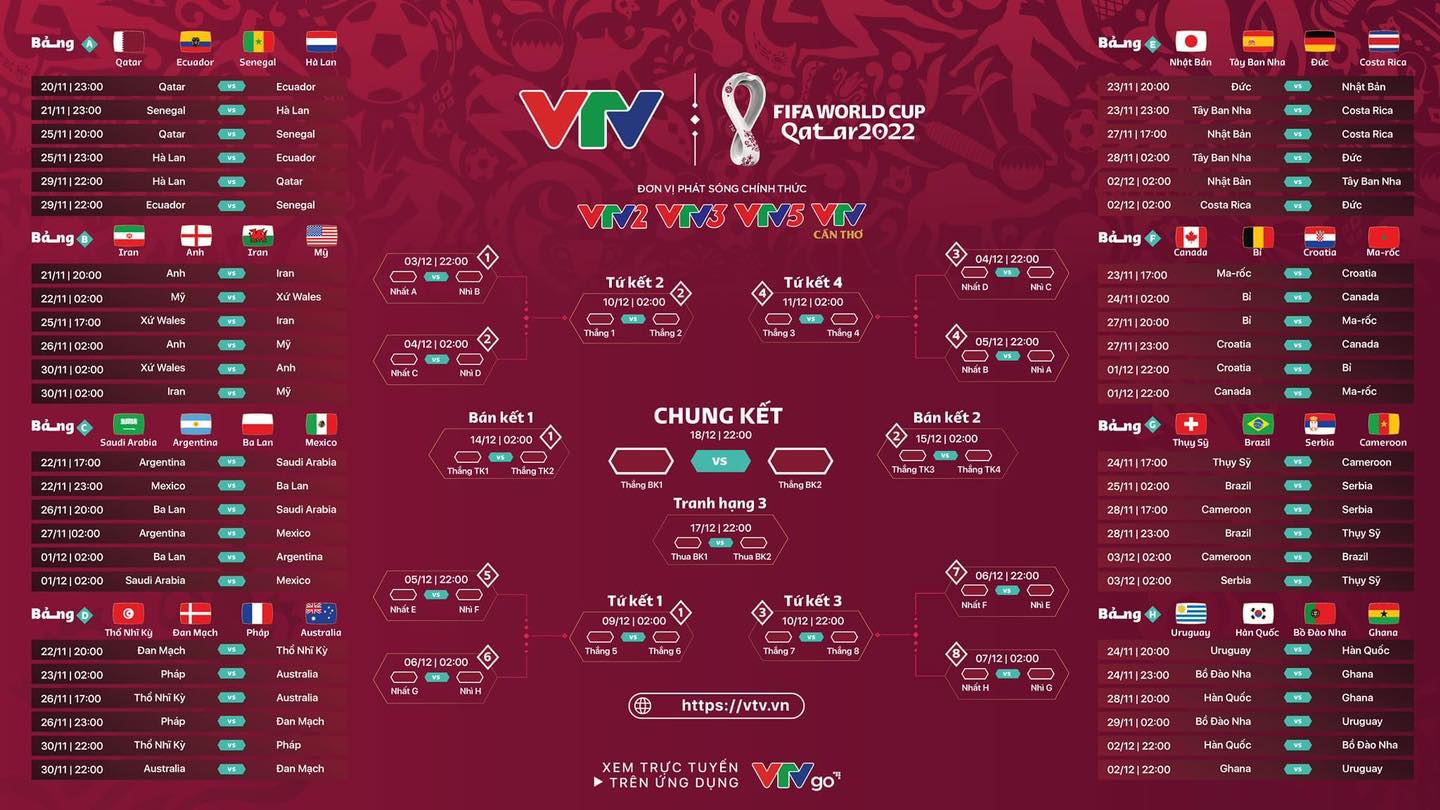 Bảng A
Qatar Ecuador Senegal Hà Lan
20/11 | 23:00 Qatar vs Ecuador
21/11 | 23:00 Senegal vs Hà Lan
25/11 | 20:00 Qatar vs Senegal
25/11 | 23:00 Hà Lan vs Ecuador
29/11 | 22:00 Hà Lan vs Qatar
29/11 | 22:00 Ecuador vs Senegal
Bảng B
Iran Anh Iran Mỹ
21/11 | 20:00 Anh vs Iran
22/11 | 02:00 Mỹ vs Xứ Wales
25/11 | 17:00 Xứ Wales vs Iran
26/11 | 02:00 Anh vs Mỹ
30/11 | 02:00 Xứ Wales vs Anh
30/11 | 02:00 Iran vs Mỹ
Bảng C
Saudi Arabia Argentina Ba Lan Mexico
22/11 | 17:00 Argentina vs Saudi Arabia
22/11 | 23:00 Mexico vs Ba Lan
26/11 | 20:00 Ba Lan vs Saudi Arabia
27/11 |02:00 Argentina vs Mexico
01/12 | 02:00 Ba Lan vs Argentina
01/12 | 02:00 Saudi Arabia vs Mexico
Bảng D
Thổ Nhĩ Kỳ Đan Mạch Pháp Australia
22/11 | 20:00 Đan Mạch vs Thổ Nhĩ Kỳ
23/11 | 02:00 Pháp vs Australia
26/11 | 17:00 Thổ Nhĩ Kỳ vs Australia
26/11 | 23:00 Pháp vs Đan Mạch
30/11 | 22:00 Thổ Nhĩ Kỳ vs Pháp
30/11 | 22:00 Australia vs Đan Mạch
VTV
FIFA WORLD CUP
Qatar2022
ĐƠN VỊ PHÁT SÓNG CHÍNH THỨC
VTV2 VTV3 VTV5 VTV
CẦN THƠ
1
03/12 | 22:00
vs
Nhất A Nhì B
2
04/12 | 02:00
vs
Nhất C Nhì D
Tứ kết 2
2
10/12 | 02:00
vs
Thắng 1 Thắng 2
Tứ kết 4
4
11/12 | 02:00
vs
Thắng 3 Thắng 4
3
04/12 | 22:00
vs
Nhất D Nhì C
4
05/12 | 22:00
vs
Nhất B Nhì A
Bán kết 1
14/12 | 02:00 1
vs
Thắng TK1 Thắng TK2
CHUNG KẾT
18/12 | 22:00
vs
Thắng BK1 Thắng BK2
Bán kết 2
2 15/12 | 02:00
vs
Thắng TK3 Thắng TK4
Tranh hạng 3
17/12 | 22:00
vs
Thua BK1 Thua BK2
5
05/12 | 22:00
vs
Nhất E Nhì F
6
06/12 | 02:00
vs
Nhất G Nhì H
Tứ kết 1
1
09/12 | 02:00
vs
Thắng 5 Thắng 6
Tứ kết 3
3
10/12 | 22:00
vs
Thắng 7 Thắng 8
7
06/12 | 22:00
vs
Nhất F Nhì E
8
07/12 | 02:00
vs
Nhất H Nhì G
https://vtv.vn
XEM TRỰC TUYẾN
TRÊN ỨNG DỤNG
VTVgo
Bảng E
Nhật Bản Tây Ban Nha Đức Costa Rica
23/11 | 20:00 Đức vs Nhật Bản
23/11 | 23:00 Tây Ban Nha vs Costa Rica
27/11 | 17:00 Nhật Bản vs Costa Rica
28/11 | 02:00 Tây Ban Nha vs Đức
02/12 | 02:00 Nhật Bản vs Tây Ban Nha
02/12 | 02:00 Costa Rica vs Đức
Bảng F
Canada Bỉ Croatia Ma-rốc
23/11 | 17:00 Ma-rốc vs Croatia
24/11 | 02:00 Bỉ vs Canada
27/11 | 20:00 Bỉ vs Ma-rốc
27/11 | 23:00 Croatia vs Canada
01/12 | 22:00 Croatia vs Bỉ
01/12 | 22:00 Canada vs Ma-rốc
Bảng G
Thụy Sỹ Brazil Serbia Cameroon
24/11 | 17:00 Thụy Sỹ vs Cameroon
25/11 | 02:00 Brazil vs Serbia
28/11 | 17:00 Cameroon vs Serbia
28/11 | 23:00 Brazil vs Thụy Sỹ
03/12 | 02:00 Cameroon vs Brazil
03/12 | 02:00 Serbia vs Thụy Sỹ
Bảng H
Uruguay Hàn Quốc Bồ Đào Nha Ghana
24/11 | 20:00 Uruguay vs Hàn Quốc
24/11 | 23:00 Bồ Đào Nha vs Ghana
28/11 | 20:00 Hàn Quốc vs Ghana
29/11 | 02:00 Bồ Đào Nha vs Uruguay
02/12 | 22:00 Hàn Quốc vs Bồ Đào Nha
02/12 | 22:00 Ghana vs Uruguay